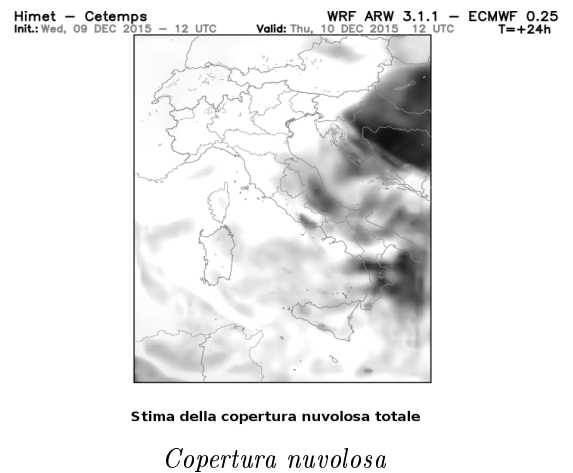 Himet – Cetemps WRF ARW 3.1.1 – ECMWF 0.25
Init.: Wed, 09 DEC 2015 – 12 UTC Valid: Thu, 10 DEC 2015 12 UTC T=+24h
Stima della copertura nuvolosa totale
Copertura nuvolosa